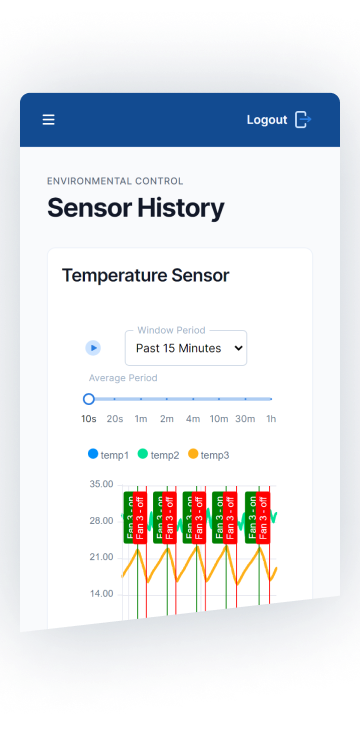 Logout
ENVIRONMENTAL CONTROL
Sensor History
Temperature Sensor
Window Period
Past 15 Minutes
Average Period
10s 20s 1m 2m 4m 10m 30m 1h
temp1 temp2 temp3
35.00
28.00
21.00
14.00
Fan 3 - on
Fan 3 - off
Fan 3 - on
Fan 3 - off
Fan 3 - on
Fan 3 - off
Fan 3 - on
Fan 3 - off
Fan 3 - on
Fan 3 - off